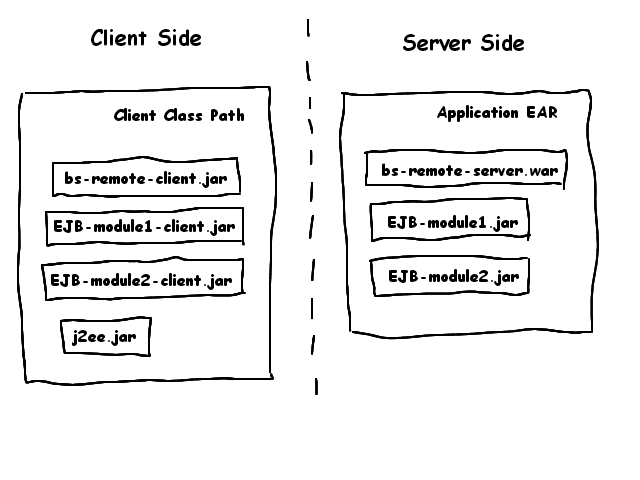 Client Side
Client Class Path
bs-remote-client.jar
EJB-module1-client.jar
EJB-module2-client.jar
j2ee.jar
Server Side
Application EAR
bs-remote-server.war
EJB-module1.jar
EJB-module2.jar